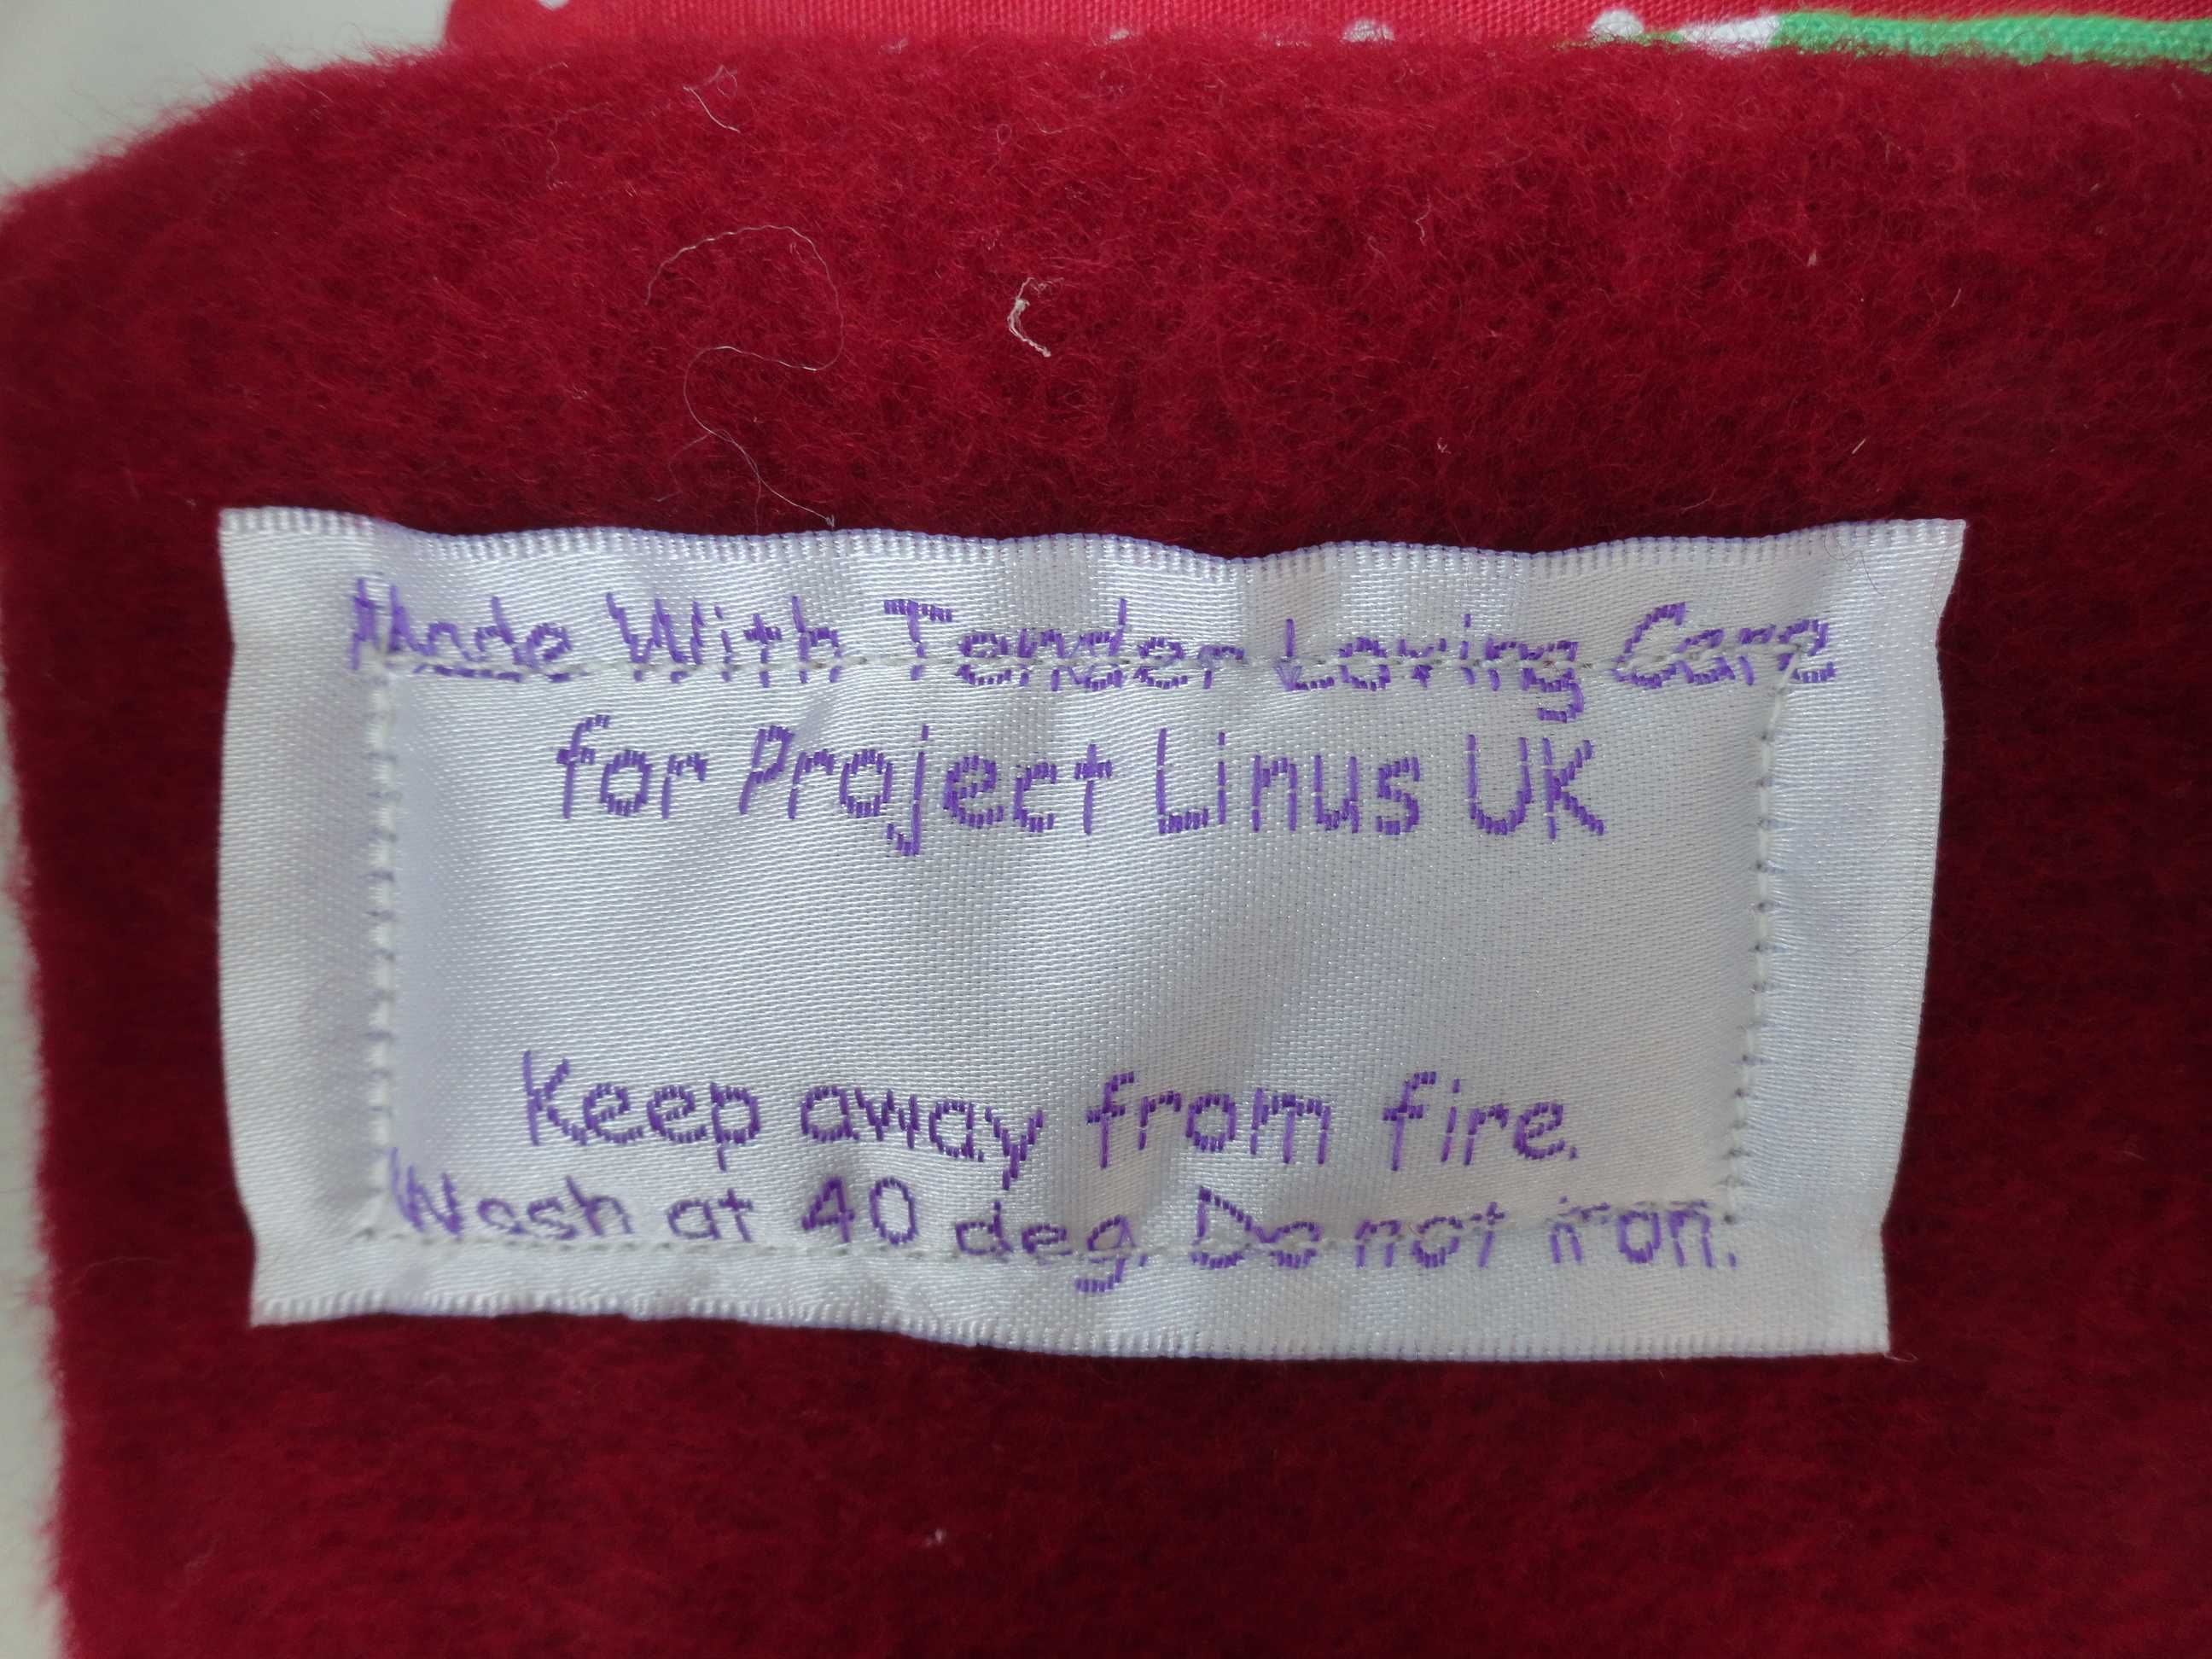 Made With Tender Loving Care
for Project Linus UK
Keep away from fire.
Wash at 40 deg. Do not iron.